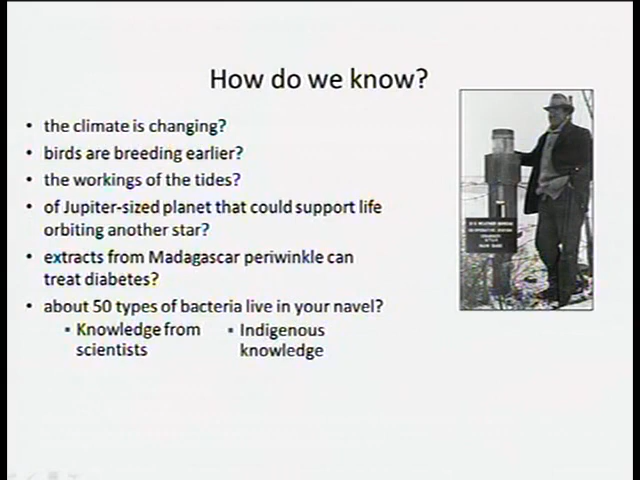 How do we know?
• the climate is changing?
• birds are breeding earlier?
• the workings of the tides?
• of Jupiter-sized planet that could support life
orbiting another star?
• extracts from Madagascar periwinkle can
treat diabetes?
• about 50 types of bacteria live in your navel?
▪ Knowledge from
scientists
▪ Indigenous
knowledge